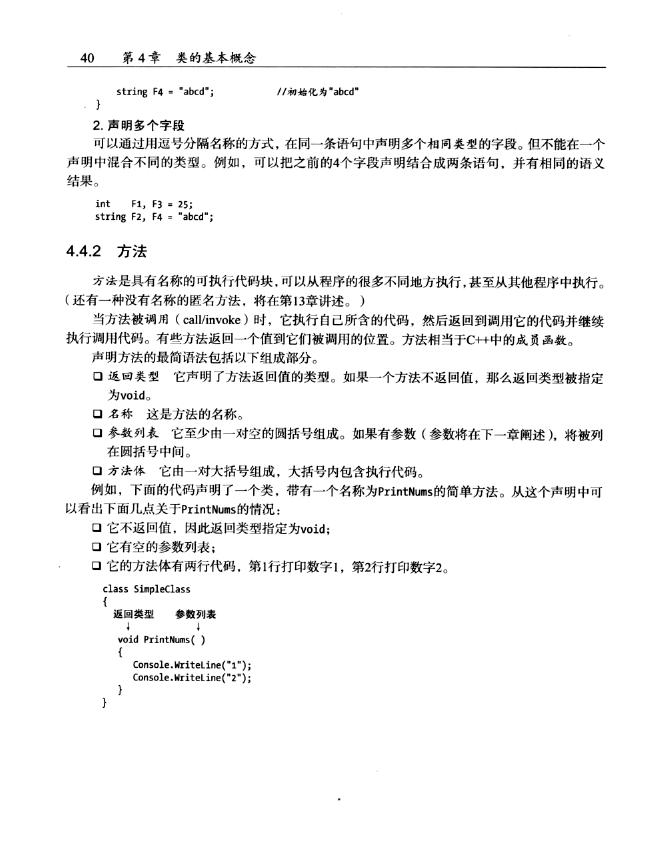 40 第4章 类的基本概念
string F4 = "abcd"; //初始化为"abcd"
}
2. 声明多个字段
可以通过用逗号分隔名称的方式，在同一条语句中声明多个相同类型的字段。但不能在一个
声明中混合不同的类型。例如，可以把之前的4个字段声明结合成两条语句，并有相同的语义
结果。
int F1, F3 = 25;
string F2, F4 = "abcd";
4.4.2 方法
方法是具有名称的可执行代码块，可以从程序的很多不同地方执行，甚至从其他程序中执行。
（还有一种没有名称的匿名方法，将在第13章讲述。）
当方法被调用（call/invoke）时，它执行自己所含的代码，然后返回到调用它的代码并继续
执行调用代码。有些方法返回一个值到它们被调用的位置。方法相当于C++中的成员函数。
声明方法的最简语法包括以下组成部分。
❑ 返回类型 它声明了方法返回值的类型。如果一个方法不返回值，那么返回类型被指定
为void。
❑ 名称 这是方法的名称。
❑ 参数列表 它至少由一对空的圆括号组成。如果有参数（参数将在下一章阐述），将被列
在圆括号中间。
❑ 方法体 它由一对大括号组成，大括号内包含执行代码。
例如，下面的代码声明了一个类，带有一个名称为PrintNums的简单方法。从这个声明中可
以看出下面几点关于PrintNums的情况：
❑ 它不返回值，因此返回类型指定为void；
❑ 它有空的参数列表；
❑ 它的方法体有两行代码，第1行打印数字1，第2行打印数字2。
class SimpleClass
{
返回类型 参数列表
↓ ↓
void PrintNums( )
{
Console.WriteLine("1");
Console.WriteLine("2");
}
}